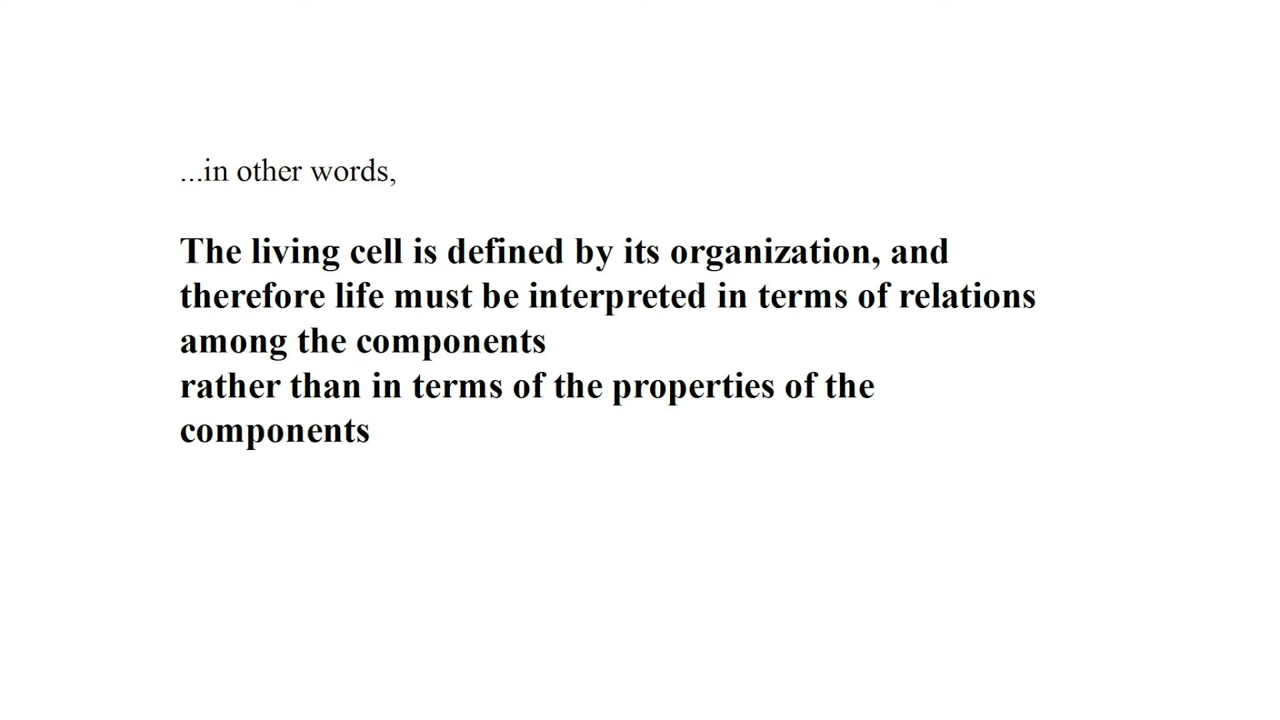 ...in other words,
The living cell is defined by its organization, and
therefore life must be interpreted in terms of relations
among the components
rather than in terms of the properties of the
components